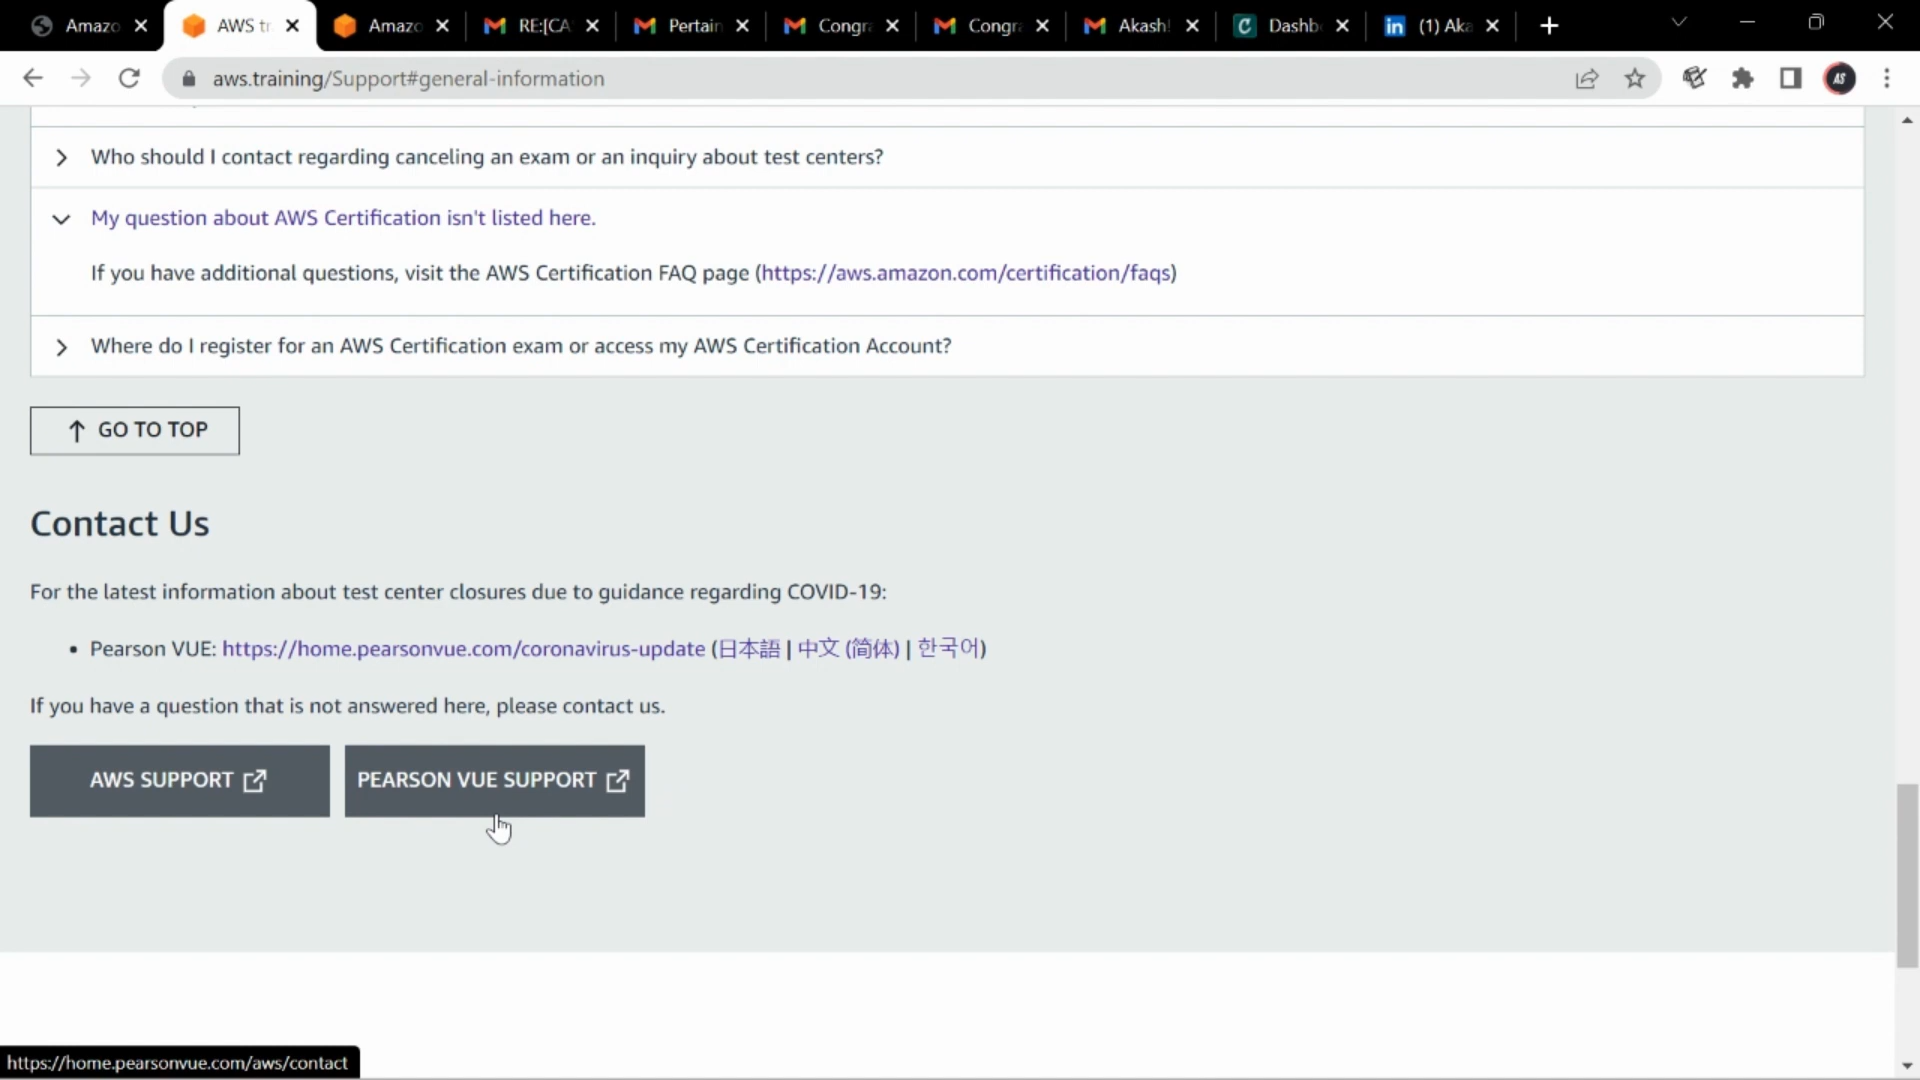 Amazo
AWS tr
Amazo
RE:[CA
Pertain
Congra
Congra
Akash!
Dashb
(1) Aka
aws.training/Support#general-information
AS
Who should I contact regarding canceling an exam or an inquiry about test centers?
My question about AWS Certification isn't listed here.
If you have additional questions, visit the AWS Certification FAQ page (https://aws.amazon.com/certification/faqs)
Where do I register for an AWS Certification exam or access my AWS Certification Account?
GO TO TOP
Contact Us
For the latest information about test center closures due to guidance regarding COVID-19:
• Pearson VUE: https://home.pearsonvue.com/coronavirus-update (日本語 | 中文 (简体) | 한국어)
If you have a question that is not answered here, please contact us.
AWS SUPPORT
PEARSON VUE SUPPORT
https://home.pearsonvue.com/aws/contact